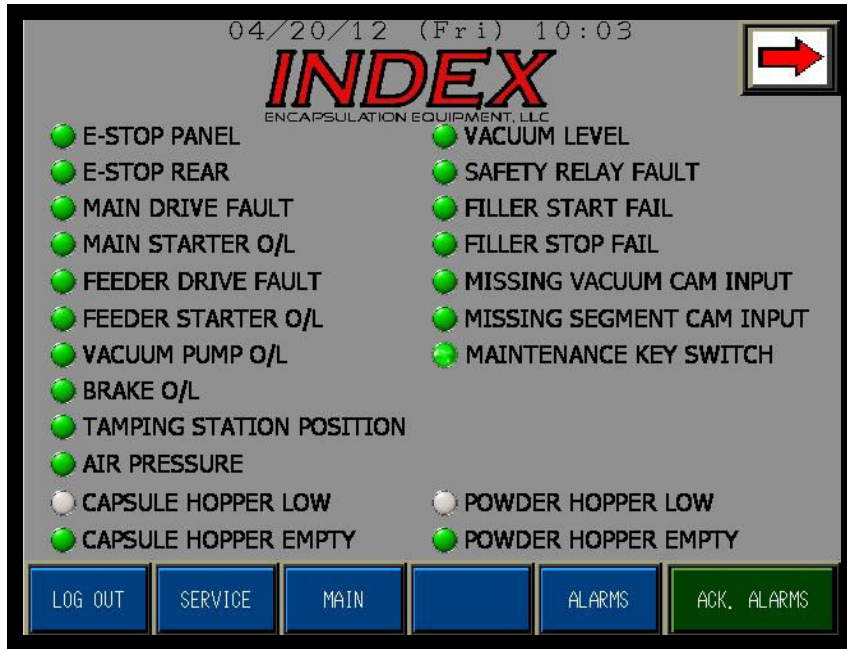 04/20/12 (Fri) 10:03
INDEX
ENCAPSULATION EQUIPMENT, LLC
E-STOP PANEL
E-STOP REAR
MAIN DRIVE FAULT
MAIN STARTER O/L
FEEDER DRIVE FAULT
FEEDER STARTER O/L
VACUUM PUMP O/L
BRAKE O/L
TAMPING STATION POSITION
AIR PRESSURE
CAPSULE HOPPER LOW
CAPSULE HOPPER EMPTY
VACUUM LEVEL
SAFETY RELAY FAULT
FILLER START FAIL
FILLER STOP FAIL
MISSING VACUUM CAM INPUT
MISSING SEGMENT CAM INPUT
MAINTENANCE KEY SWITCH
POWDER HOPPER LOW
POWDER HOPPER EMPTY
LOG OUT
SERVICE
MAIN
ALARMS
ACK. ALARMS